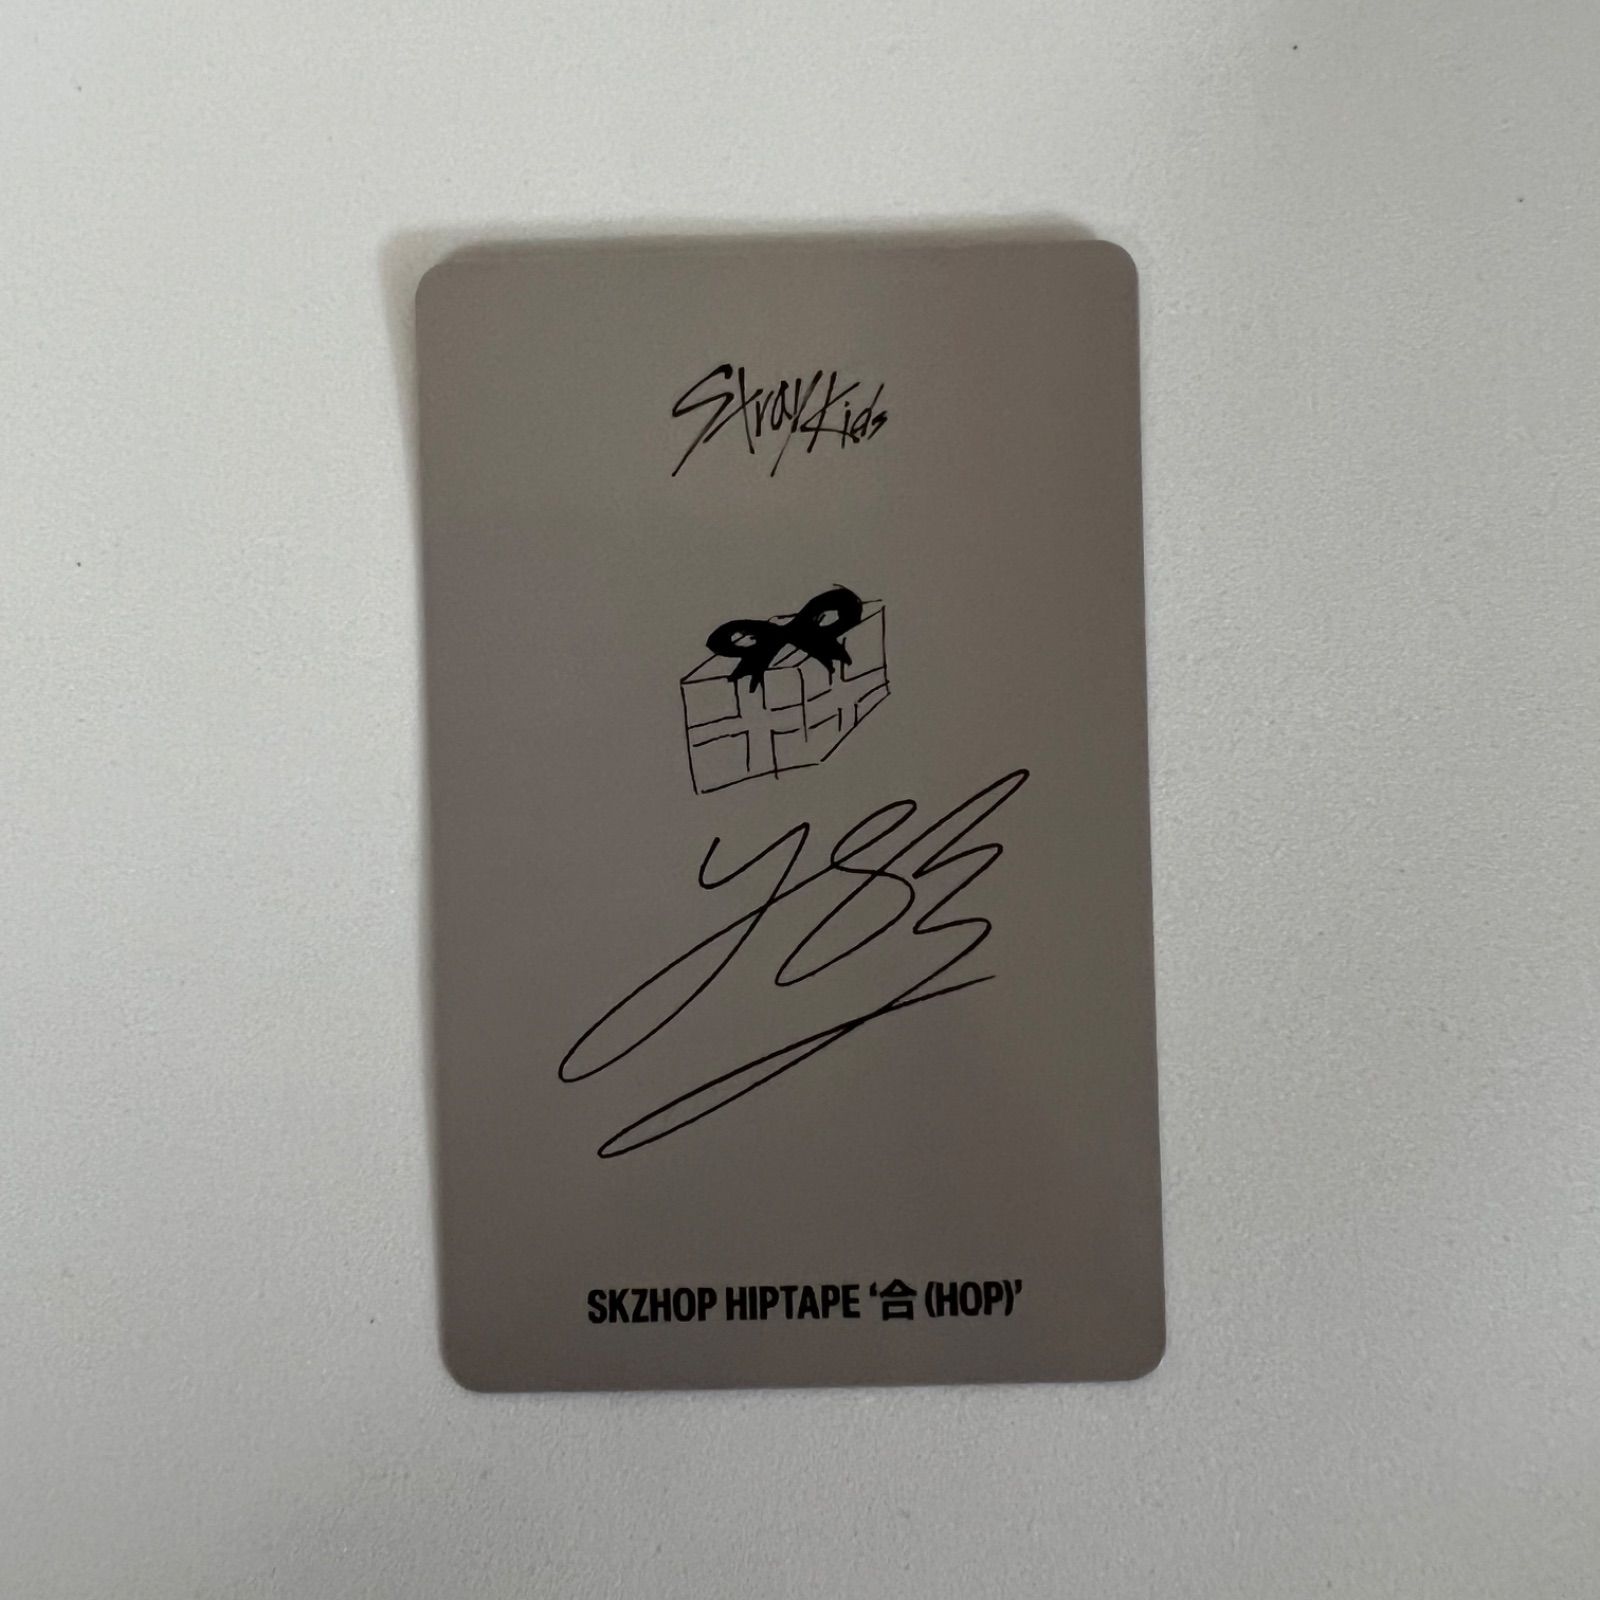 Stray Kids
SKZHOP HIPTAPE ‘合 (HOP)’